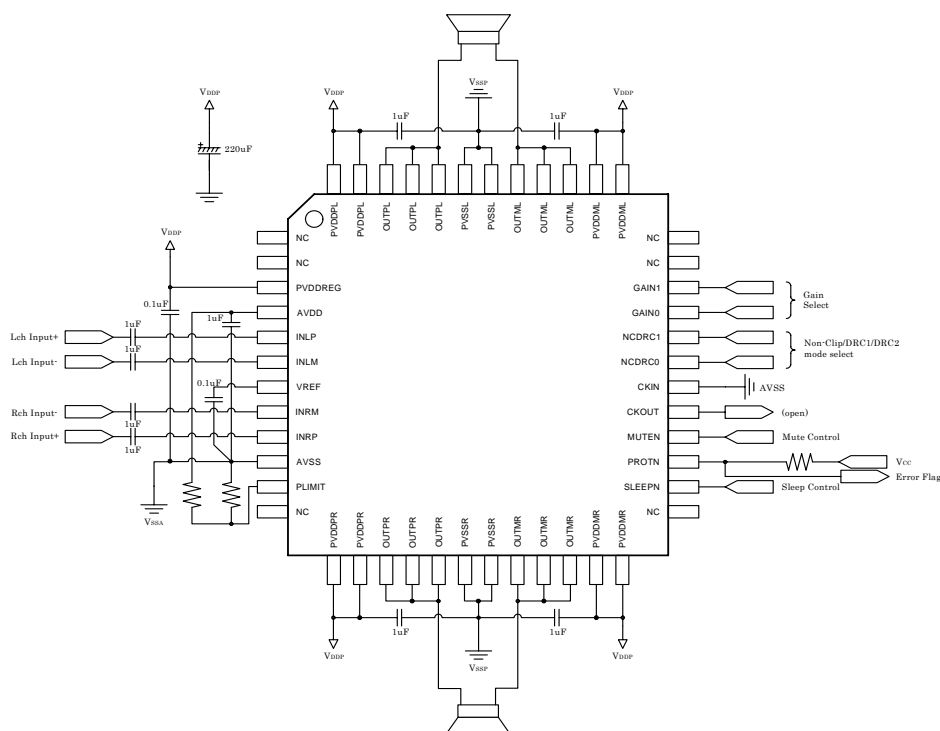 VDDP
220uF
VDDP
1uF
VSSP
1uF
VDDP
PVDDPL
PVDDPL
OUTPL
OUTPL
OUTPL
PVSSL
PVSSL
OUTML
OUTML
OUTML
PVDDML
PVDDML
VDDP
0.1uF
1uF
0.1uF
Lch Input+
1uF
Lch Input-
1uF
Rch Input-
1uF
Rch Input+
1uF
VSSA
NC
NC
PVDDREG
AVDD
INLP
INLM
VREF
INRM
INRP
AVSS
PLIMIT
NC
NC
NC
GAIN1
GAIN0
NCDRC1
NCDRC0
CKIN
CKOUT
MUTEN
PROTN
SLEEPN
NC
Gain
Select
Non-Clip/DRC1/DRC2
mode select
AVSS
(open)
Mute Control
VCC
Error Flag
Sleep Control
PVDDPR
PVDDPR
OUTPR
OUTPR
OUTPR
PVSSR
PVSSR
OUTMR
OUTMR
OUTMR
PVDDMR
PVDDMR
1uF
1uF
VDDP
VSSP
VDDP